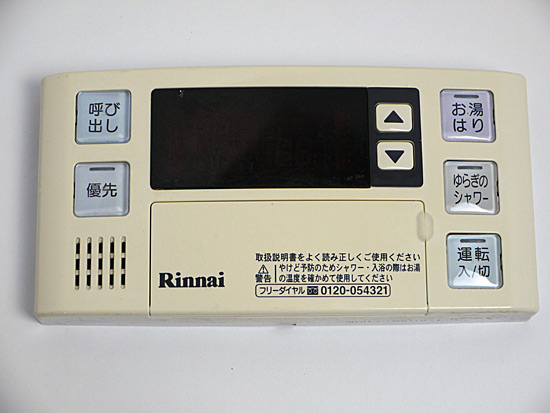 呼び
出し
優先
▲
▼
お湯
はり
ゆらぎの
シャワー
運転
入/切
Rinnai
取扱説明書をよく読み正しくご使用ください
警告 やけど予防のためシャワー・入浴の際はお湯
の温度を確かめて使用してください
フリーダイヤル 0120-054321